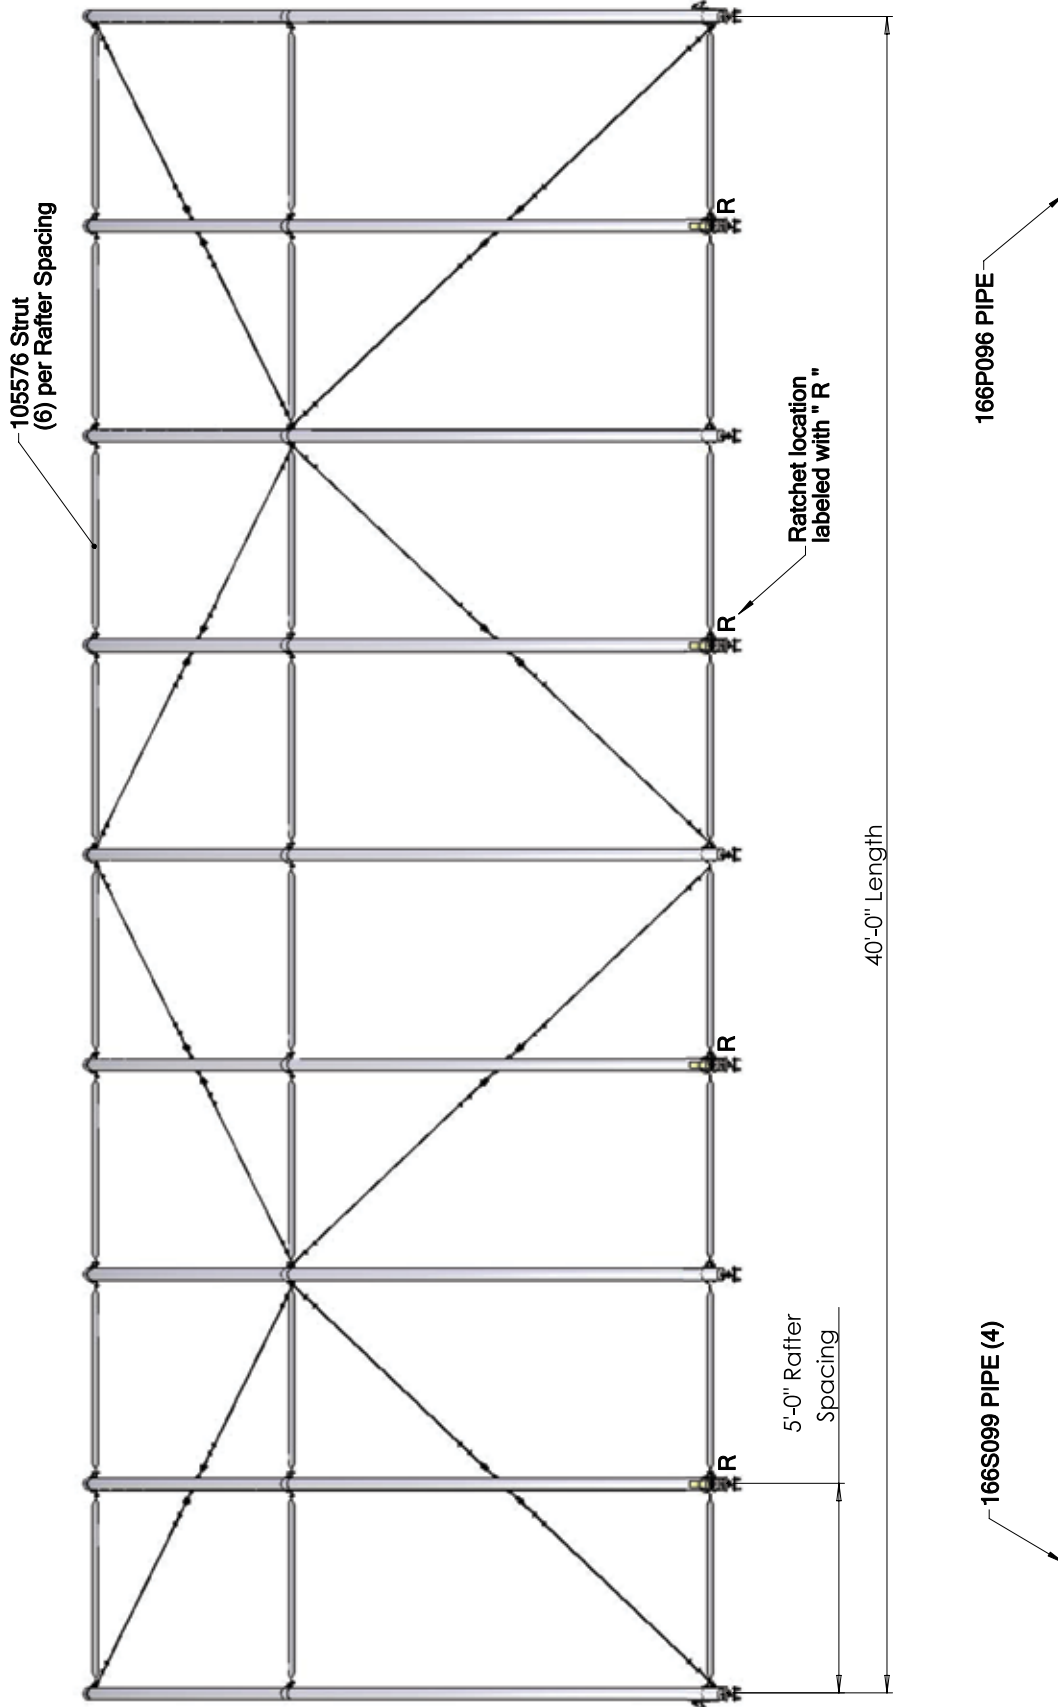 105576 Strut
(6) per Rafter Spacing
R
166P096 PIPE
Ratchet location
labeled with " R "
R
40'-0" Length
R
5'-0" Rafter
Spacing
166S099 PIPE (4)
R